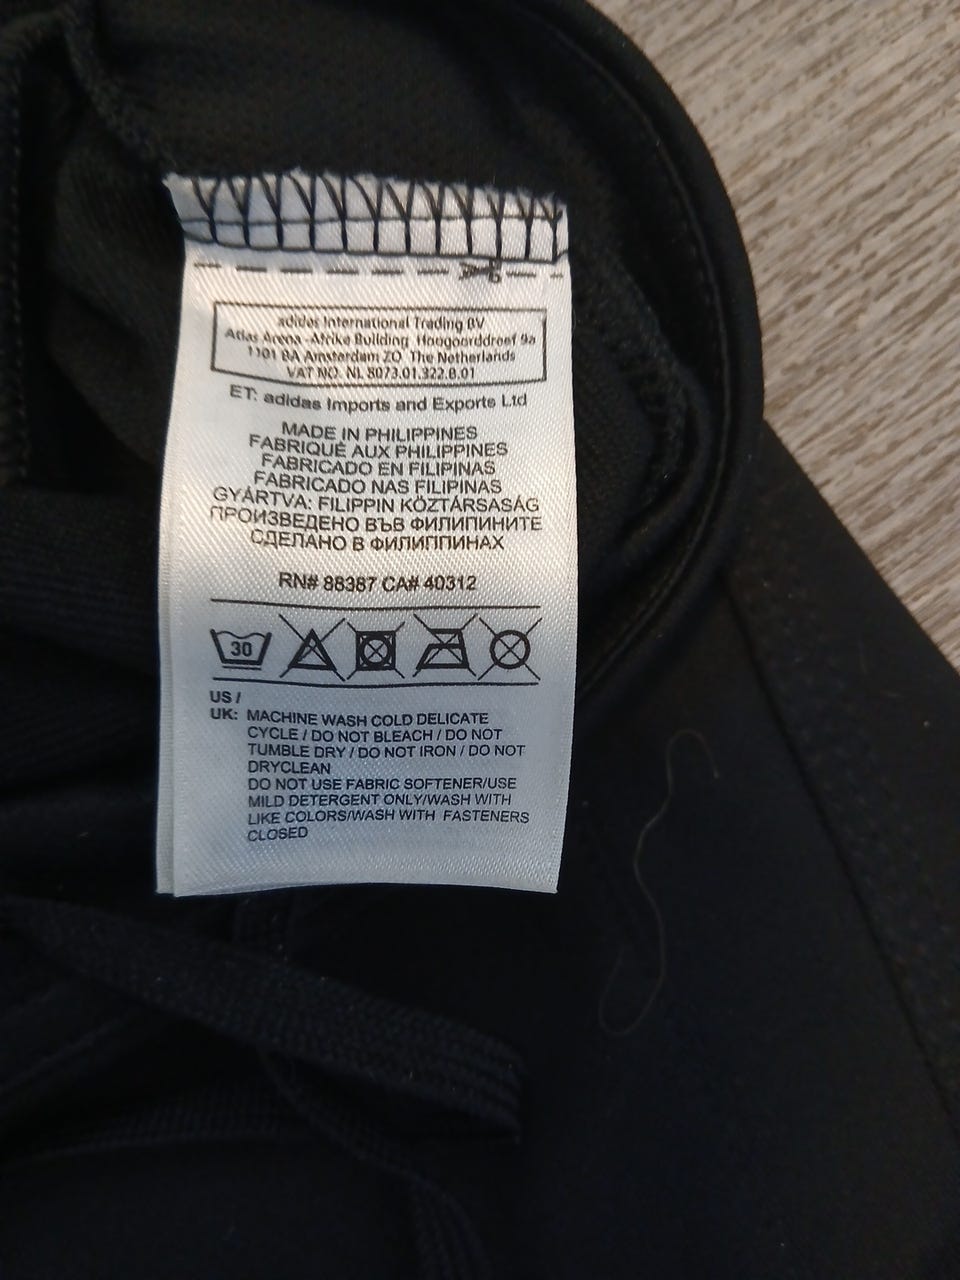 adidas International Trading BV
Atlas Arena -Afrika Building Hoogoorddreef 9a
1101 BA Amsterdam ZO The Netherlands
VAT NO. NL 8073.01.322.B.01
ET: adidas Imports and Exports Ltd
MADE IN PHILIPPINES
FABRIQUÉ AUX PHILIPPINES
FABRICADO EN FILIPINAS
FABRICADO NAS FILIPINAS
GYÁRTVA: FILIPPIN KÖZTÁRSASÁG
ПРОИЗВЕДЕНО ВЪВ ФИЛИПИНИТЕ
СДЕЛАНО В ФИЛИППИНАХ
RN# 88387 CA# 40312
30
US /
UK: MACHINE WASH COLD DELICATE
CYCLE / DO NOT BLEACH / DO NOT
TUMBLE DRY / DO NOT IRON / DO NOT
DRYCLEAN
DO NOT USE FABRIC SOFTENER/USE
MILD DETERGENT ONLY/WASH WITH
LIKE COLORS/WASH WITH FASTENERS
CLOSED